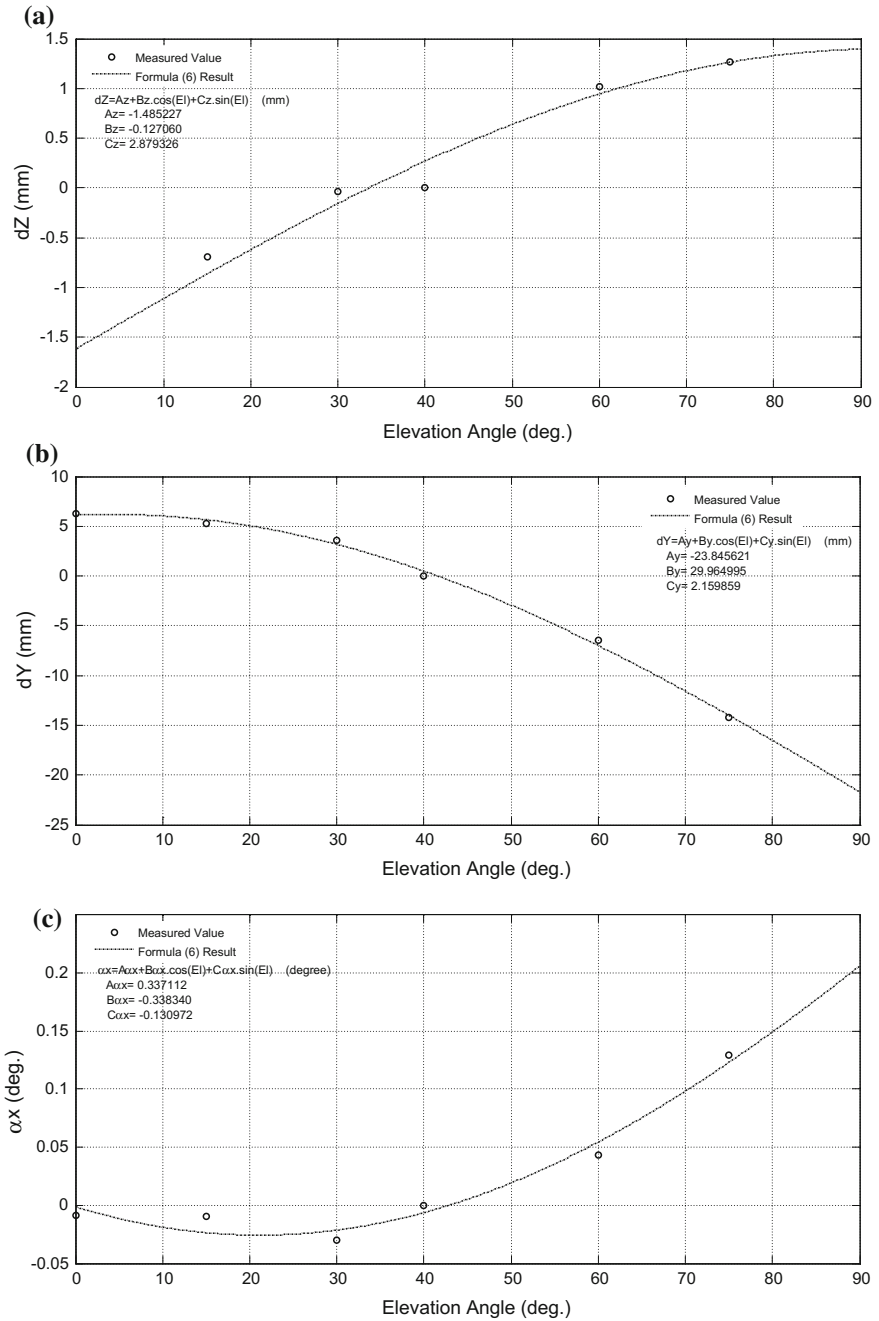 (a)
1.5
1
0.5
0
-0.5
-1
-1.5
-2
dZ (mm)
Measured Value
Formula (6) Result
dZ=Az+Bz.cos(El)+Cz.sin(El) (mm)
Az= -1.485227
Bz= -0.127060
Cz= 2.879326
0 10 20 30 40 50 60 70 80 90
Elevation Angle (deg.)
(b)
10
5
0
-5
-10
-15
-20
-25
dY (mm)
Measured Value
Formula (6) Result
dY=Ay+By.cos(El)+Cy.sin(El) (mm)
Ay= -23.845621
By= 29.964995
Cy= 2.159859
0 10 20 30 40 50 60 70 80 90
Elevation Angle (deg.)
(c)
0.2
0.15
0.1
0.05
0
-0.05
αx (deg.)
Measured Value
Formula (6) Result
αx=Aαx+Bαx.cos(El)+Cαx.sin(El) (degree)
Aαx= 0.337112
Bαx= -0.338340
Cαx= -0.130972
0 10 20 30 40 50 60 70 80 90
Elevation Angle (deg.)